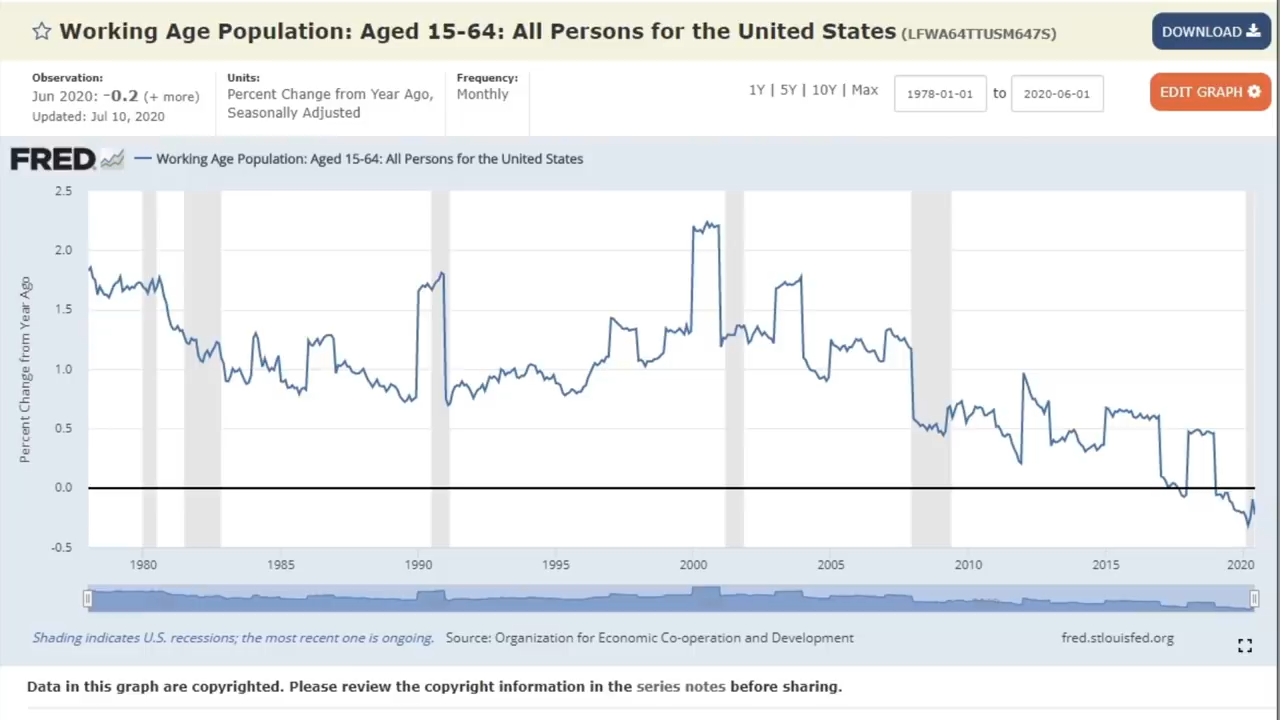 Working Age Population: Aged 15-64: All Persons for the United States (LFWA64TTUSM647S)
DOWNLOAD
Observation:
Jun 2020: -0.2 (+ more)
Updated: Jul 10, 2020
Units:
Percent Change from Year Ago,
Seasonally Adjusted
Frequency:
Monthly
1Y | 5Y | 10Y | Max
1978-01-01 to 2020-06-01
EDIT GRAPH
FRED
Working Age Population: Aged 15-64: All Persons for the United States
Percent Change from Year Ago
2.5
2.0
1.5
1.0
0.5
0.0
-0.5
1980 1985 1990 1995 2000 2005 2010 2015 2020
Shading indicates U.S. recessions; the most recent one is ongoing. Source: Organization for Economic Co-operation and Development fred.stlouisfed.org
Data in this graph are copyrighted. Please review the copyright information in the series notes before sharing.